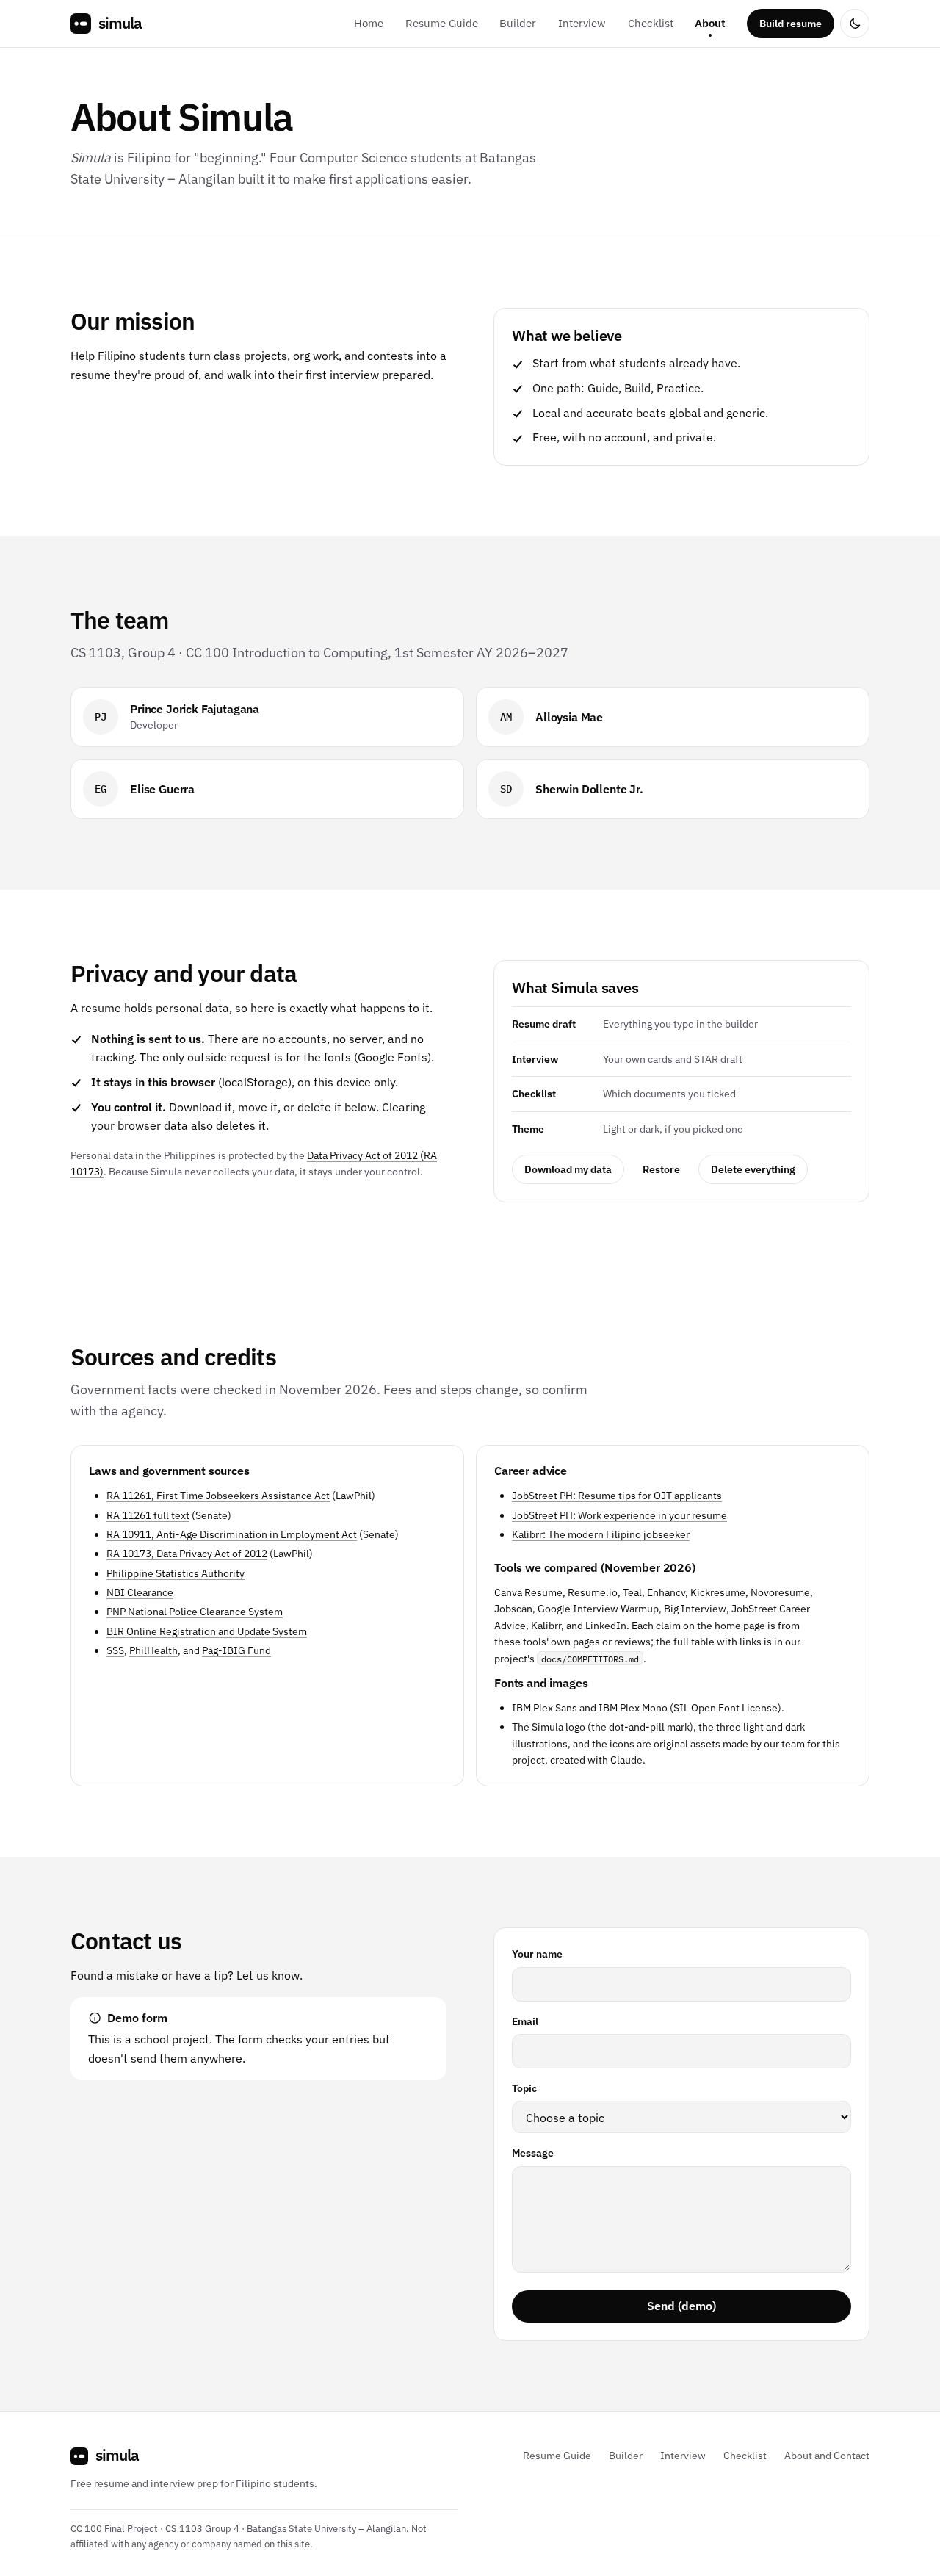 simula
Home Resume Guide Builder Interview Checklist About Build resume
About Simula
Simula is Filipino for "beginning." Four Computer Science students at Batangas
State University – Alangilan built it to make first applications easier.
Our mission
Help Filipino students turn class projects, org work, and contests into a
resume they're proud of, and walk into their first interview prepared.
What we believe
Start from what students already have.
One path: Guide, Build, Practice.
Local and accurate beats global and generic.
Free, with no account, and private.
The team
CS 1103, Group 4 · CC 100 Introduction to Computing, 1st Semester AY 2026–2027
PJ
Prince Jorick Fajutagana
Developer
AM
Alloysia Mae
EG
Elise Guerra
SD
Sherwin Dollente Jr.
Privacy and your data
A resume holds personal data, so here is exactly what happens to it.
Nothing is sent to us. There are no accounts, no server, and no
tracking. The only outside request is for the fonts (Google Fonts).
It stays in this browser (localStorage), on this device only.
You control it. Download it, move it, or delete it below. Clearing
your browser data also deletes it.
Personal data in the Philippines is protected by the Data Privacy Act of 2012 (RA
10173). Because Simula never collects your data, it stays under your control.
What Simula saves
Resume draft Everything you type in the builder
Interview Your own cards and STAR draft
Checklist Which documents you ticked
Theme Light or dark, if you picked one
Download my data Restore Delete everything
Sources and credits
Government facts were checked in November 2026. Fees and steps change, so confirm
with the agency.
Laws and government sources
RA 11261, First Time Jobseekers Assistance Act (LawPhil)
RA 11261 full text (Senate)
RA 10911, Anti-Age Discrimination in Employment Act (Senate)
RA 10173, Data Privacy Act of 2012 (LawPhil)
Philippine Statistics Authority
NBI Clearance
PNP National Police Clearance System
BIR Online Registration and Update System
SSS, PhilHealth, and Pag-IBIG Fund
Career advice
JobStreet PH: Resume tips for OJT applicants
JobStreet PH: Work experience in your resume
Kalibrr: The modern Filipino jobseeker
Tools we compared (November 2026)
Canva Resume, Resume.io, Teal, Enhancv, Kickresume, Novoresume,
Jobscan, Google Interview Warmup, Big Interview, JobStreet Career
Advice, Kalibrr, and LinkedIn. Each claim on the home page is from
these tools' own pages or reviews; the full table with links is in our
project's docs/COMPETITORS.md.
Fonts and images
IBM Plex Sans and IBM Plex Mono (SIL Open Font License).
The Simula logo (the dot-and-pill mark), the three light and dark
illustrations, and the icons are original assets made by our team for this
project, created with Claude.
Contact us
Found a mistake or have a tip? Let us know.
Demo form
This is a school project. The form checks your entries but
doesn't send them anywhere.
Your name
Email
Topic
Choose a topic
Message
Send (demo)
simula
Free resume and interview prep for Filipino students.
Resume Guide Builder Interview Checklist About and Contact
CC 100 Final Project · CS 1103 Group 4 · Batangas State University – Alangilan. Not
affiliated with any agency or company named on this site.